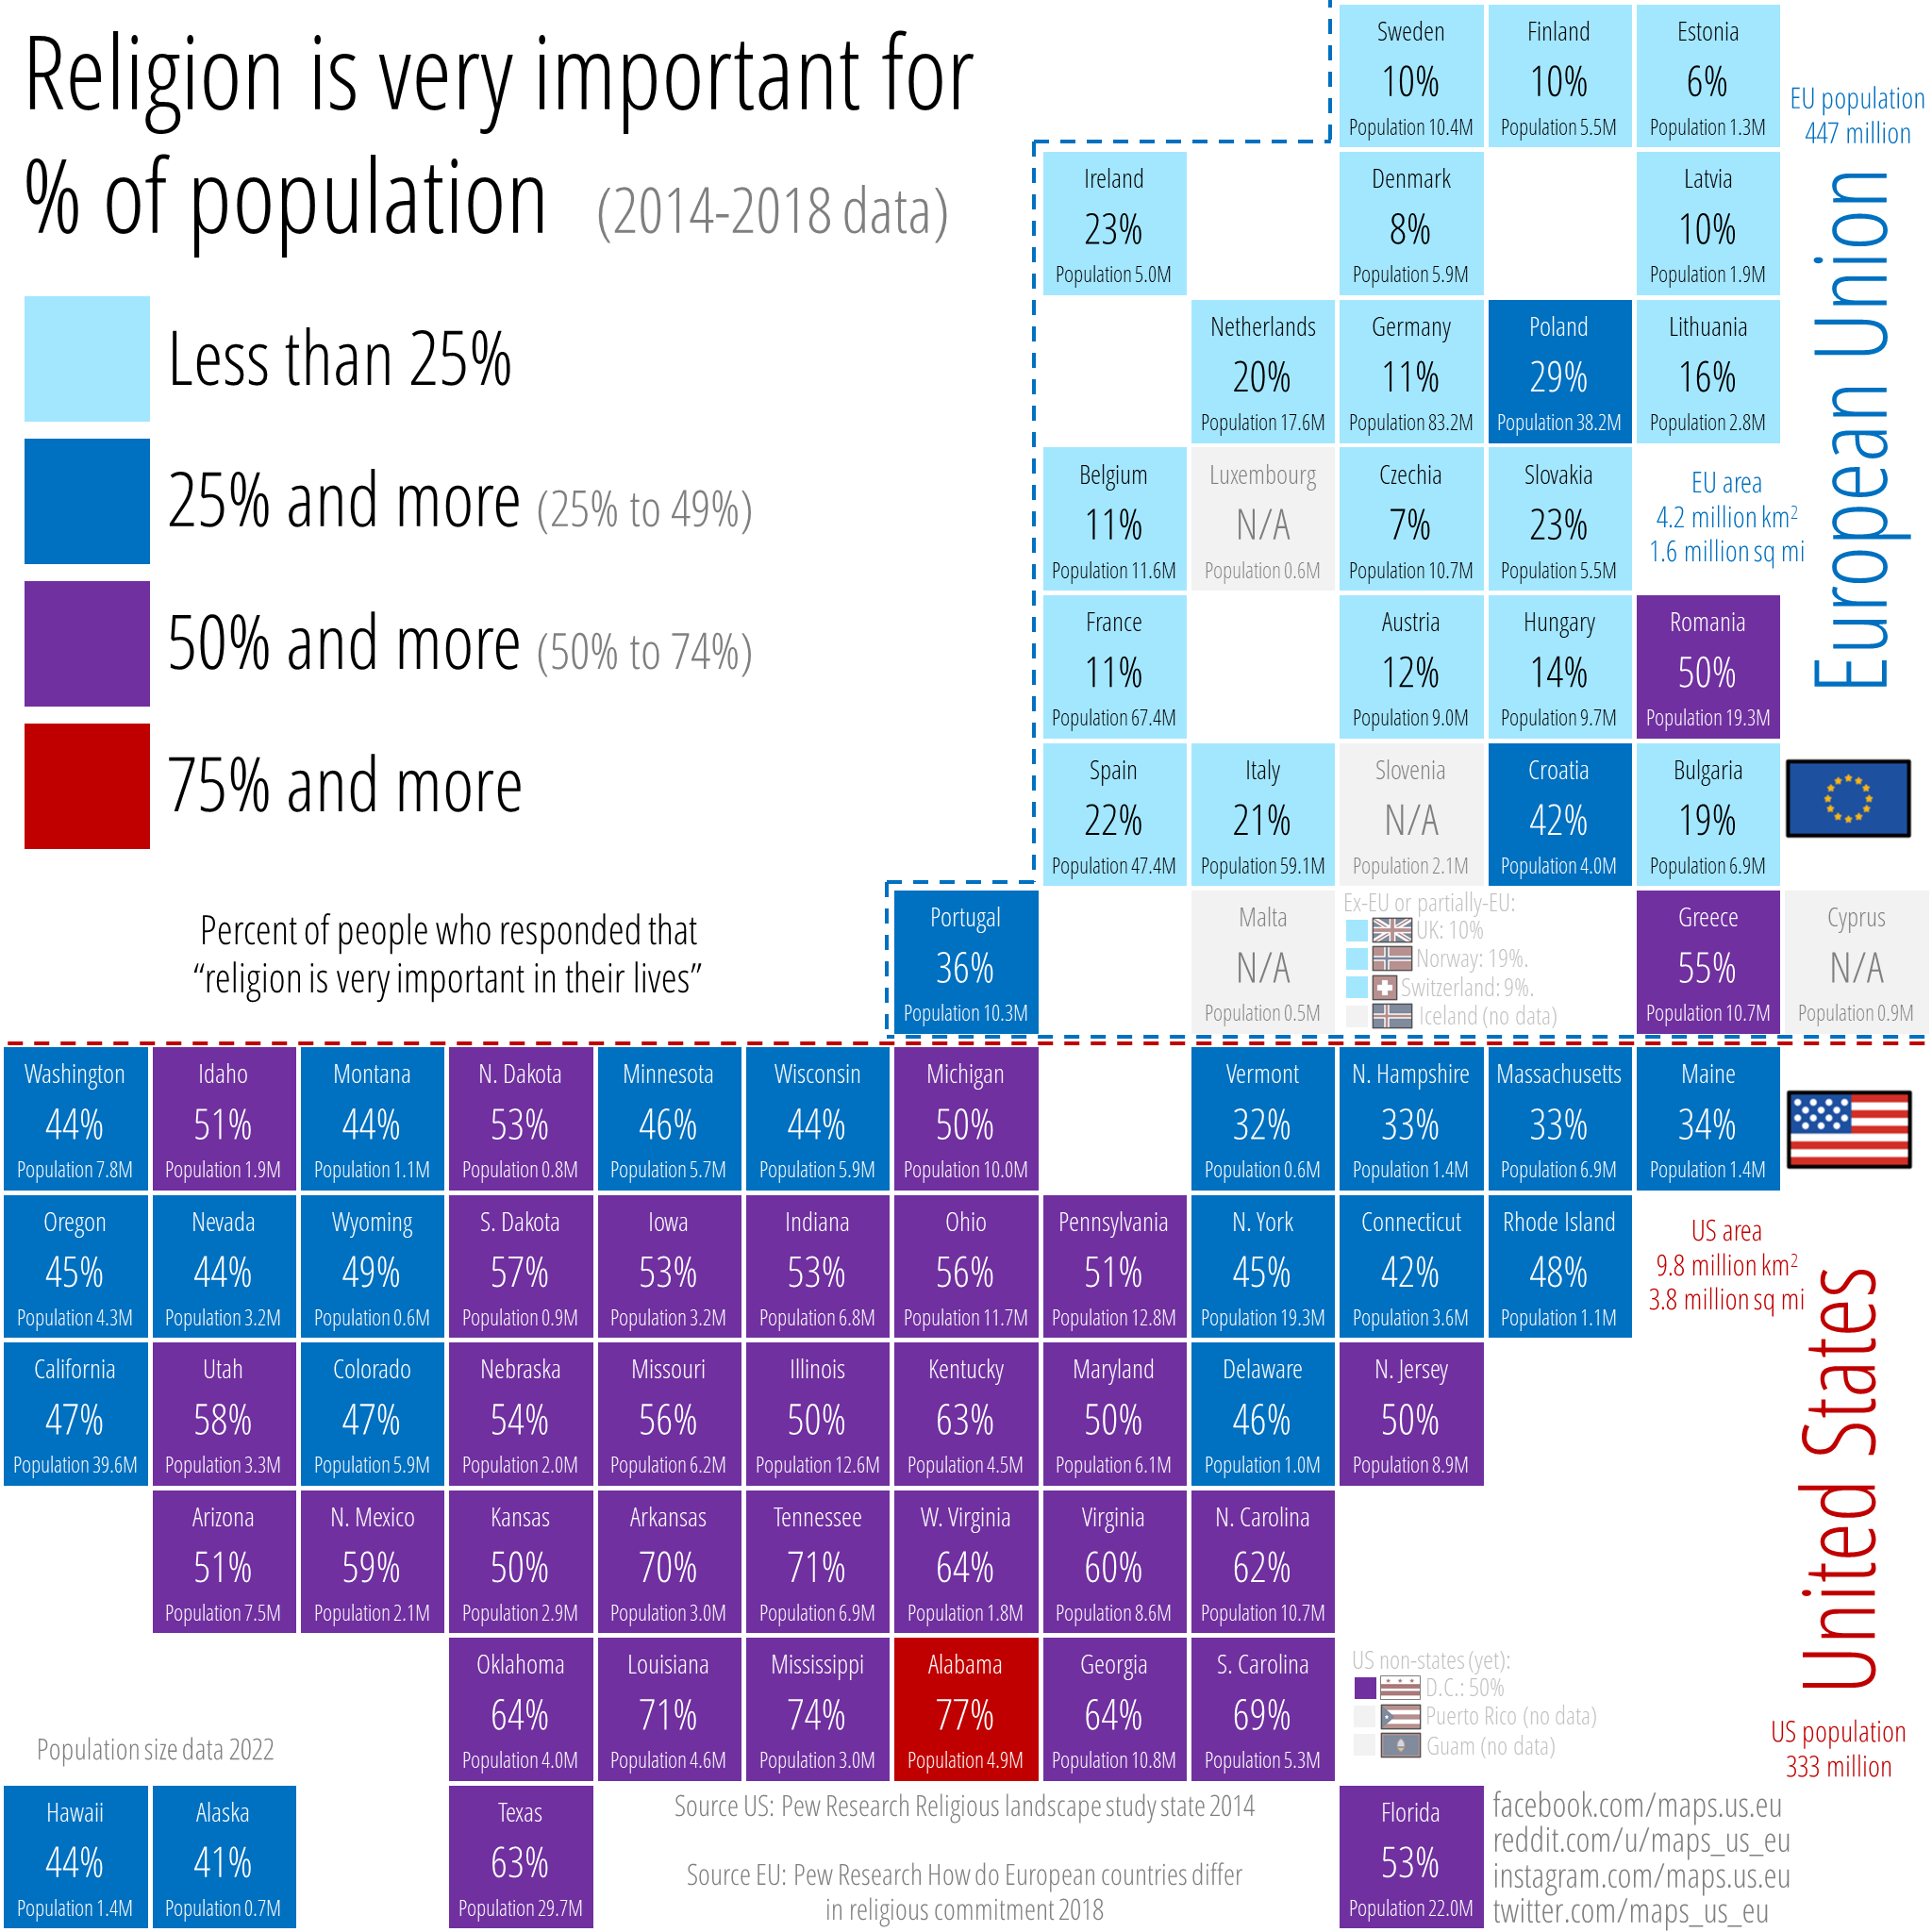 Religion is very important for
% of population (2014-2018 data)
Less than 25%
25% and more (25% to 49%)
50% and more (50% to 74%)
75% and more
Percent of people who responded that
“religion is very important in their lives”
Sweden
10%
Population 10.4M
Finland
10%
Population 5.5M
Estonia
6%
Population 1.3M
EU population
447 million
Ireland
23%
Population 5.0M
Denmark
8%
Population 5.9M
Latvia
10%
Population 1.9M
European Union
Netherlands
20%
Population 17.6M
Germany
11%
Population 83.2M
Poland
29%
Population 38.2M
Lithuania
16%
Population 2.8M
Belgium
11%
Population 11.6M
Luxembourg
N/A
Population 0.6M
Czechia
7%
Population 10.7M
Slovakia
23%
Population 5.5M
EU area
4.2 million km²
1.6 million sq mi
France
11%
Population 67.4M
Austria
12%
Population 9.0M
Hungary
14%
Population 9.7M
Romania
50%
Population 19.3M
Spain
22%
Population 47.4M
Italy
21%
Population 59.1M
Slovenia
N/A
Population 2.1M
Croatia
42%
Population 4.0M
Bulgaria
19%
Population 6.9M
Portugal
36%
Population 10.3M
Malta
N/A
Population 0.5M
Ex-EU or partially-EU:
UK: 10%
Norway: 19%.
Switzerland: 9%.
Iceland (no data)
Greece
55%
Population 10.7M
Cyprus
N/A
Population 0.9M
Washington
44%
Population 7.8M
Idaho
51%
Population 1.9M
Montana
44%
Population 1.1M
N. Dakota
53%
Population 0.8M
Minnesota
46%
Population 5.7M
Wisconsin
44%
Population 5.9M
Michigan
50%
Population 10.0M
Vermont
32%
Population 0.6M
N. Hampshire
33%
Population 1.4M
Massachusetts
33%
Population 6.9M
Maine
34%
Population 1.4M
Oregon
45%
Population 4.3M
Nevada
44%
Population 3.2M
Wyoming
49%
Population 0.6M
S. Dakota
57%
Population 0.9M
Iowa
53%
Population 3.2M
Indiana
53%
Population 6.8M
Ohio
56%
Population 11.7M
Pennsylvania
51%
Population 12.8M
N. York
45%
Population 19.3M
Connecticut
42%
Population 3.6M
Rhode Island
48%
Population 1.1M
US area
9.8 million km²
3.8 million sq mi
United States
California
47%
Population 39.6M
Utah
58%
Population 3.3M
Colorado
47%
Population 5.9M
Nebraska
54%
Population 2.0M
Missouri
56%
Population 6.2M
Illinois
50%
Population 12.6M
Kentucky
63%
Population 4.5M
Maryland
50%
Population 6.1M
Delaware
46%
Population 1.0M
N. Jersey
50%
Population 8.9M
Arizona
51%
Population 7.5M
N. Mexico
59%
Population 2.1M
Kansas
50%
Population 2.9M
Arkansas
70%
Population 3.0M
Tennessee
71%
Population 6.9M
W. Virginia
64%
Population 1.8M
Virginia
60%
Population 8.6M
N. Carolina
62%
Population 10.7M
Oklahoma
64%
Population 4.0M
Louisiana
71%
Population 4.6M
Mississippi
74%
Population 3.0M
Alabama
77%
Population 4.9M
Georgia
64%
Population 10.8M
S. Carolina
69%
Population 5.3M
US non-states (yet):
D.C.: 50%
Puerto Rico (no data)
Guam (no data)
US population
333 million
Population size data 2022
Hawaii
44%
Population 1.4M
Alaska
41%
Population 0.7M
Texas
63%
Population 29.7M
Source US: Pew Research Religious landscape study state 2014
Source EU: Pew Research How do European countries differ
in religious commitment 2018
Florida
53%
Population 22.0M
facebook.com/maps.us.eu
reddit.com/u/maps_us_eu
instagram.com/maps.us.eu
twitter.com/maps_us_eu